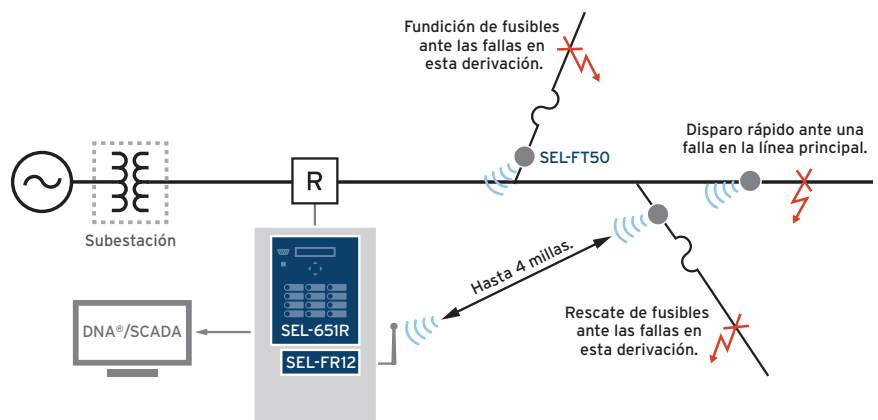 Fundición de fusibles
ante las fallas en
esta derivación.
SEL-FT50
Disparo rápido ante una
falla en la línea principal.
R
Subestación
Hasta 4 millas.
DNA®/SCADA
SEL-651R
SEL-FR12
Rescate de fusibles
ante las fallas en
esta derivación.